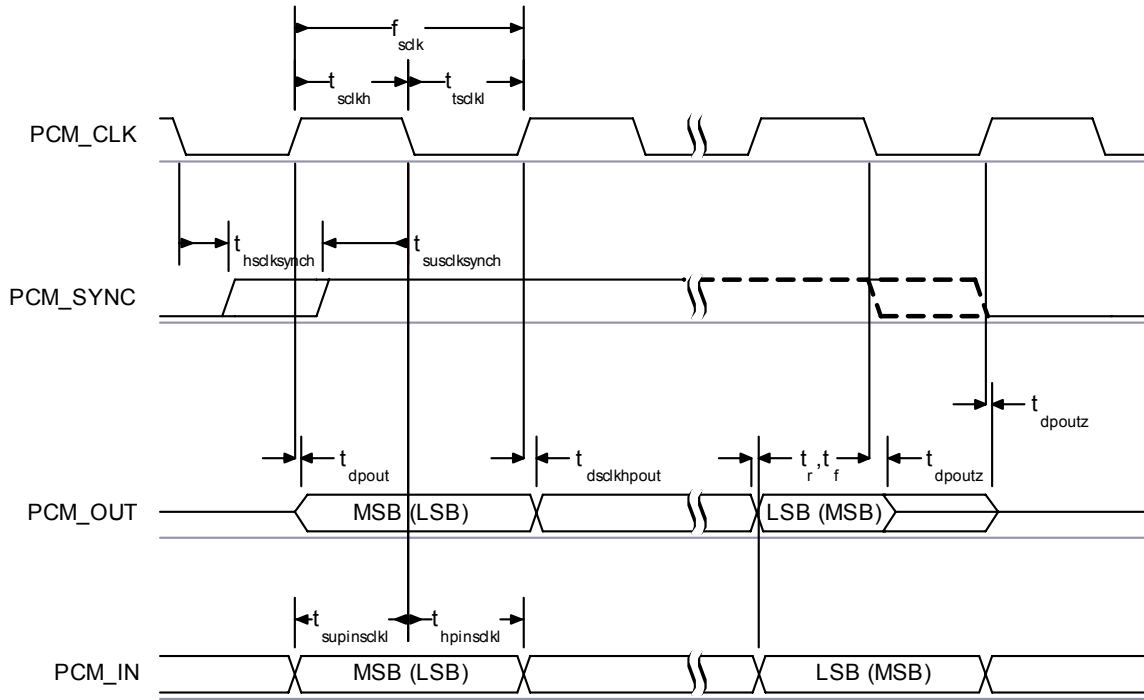 f sclk
t sclkh
t tsclkl
PCM_CLK
t hsclksynch
t susclksynch
PCM_SYNC
t dpoutz
t dpout
t dsclkhpout
t r ,t f
t dpoutz
PCM_OUT
MSB (LSB)
LSB (MSB)
t supinsclkl
t hpinsclkl
PCM_IN
MSB (LSB)
LSB (MSB)